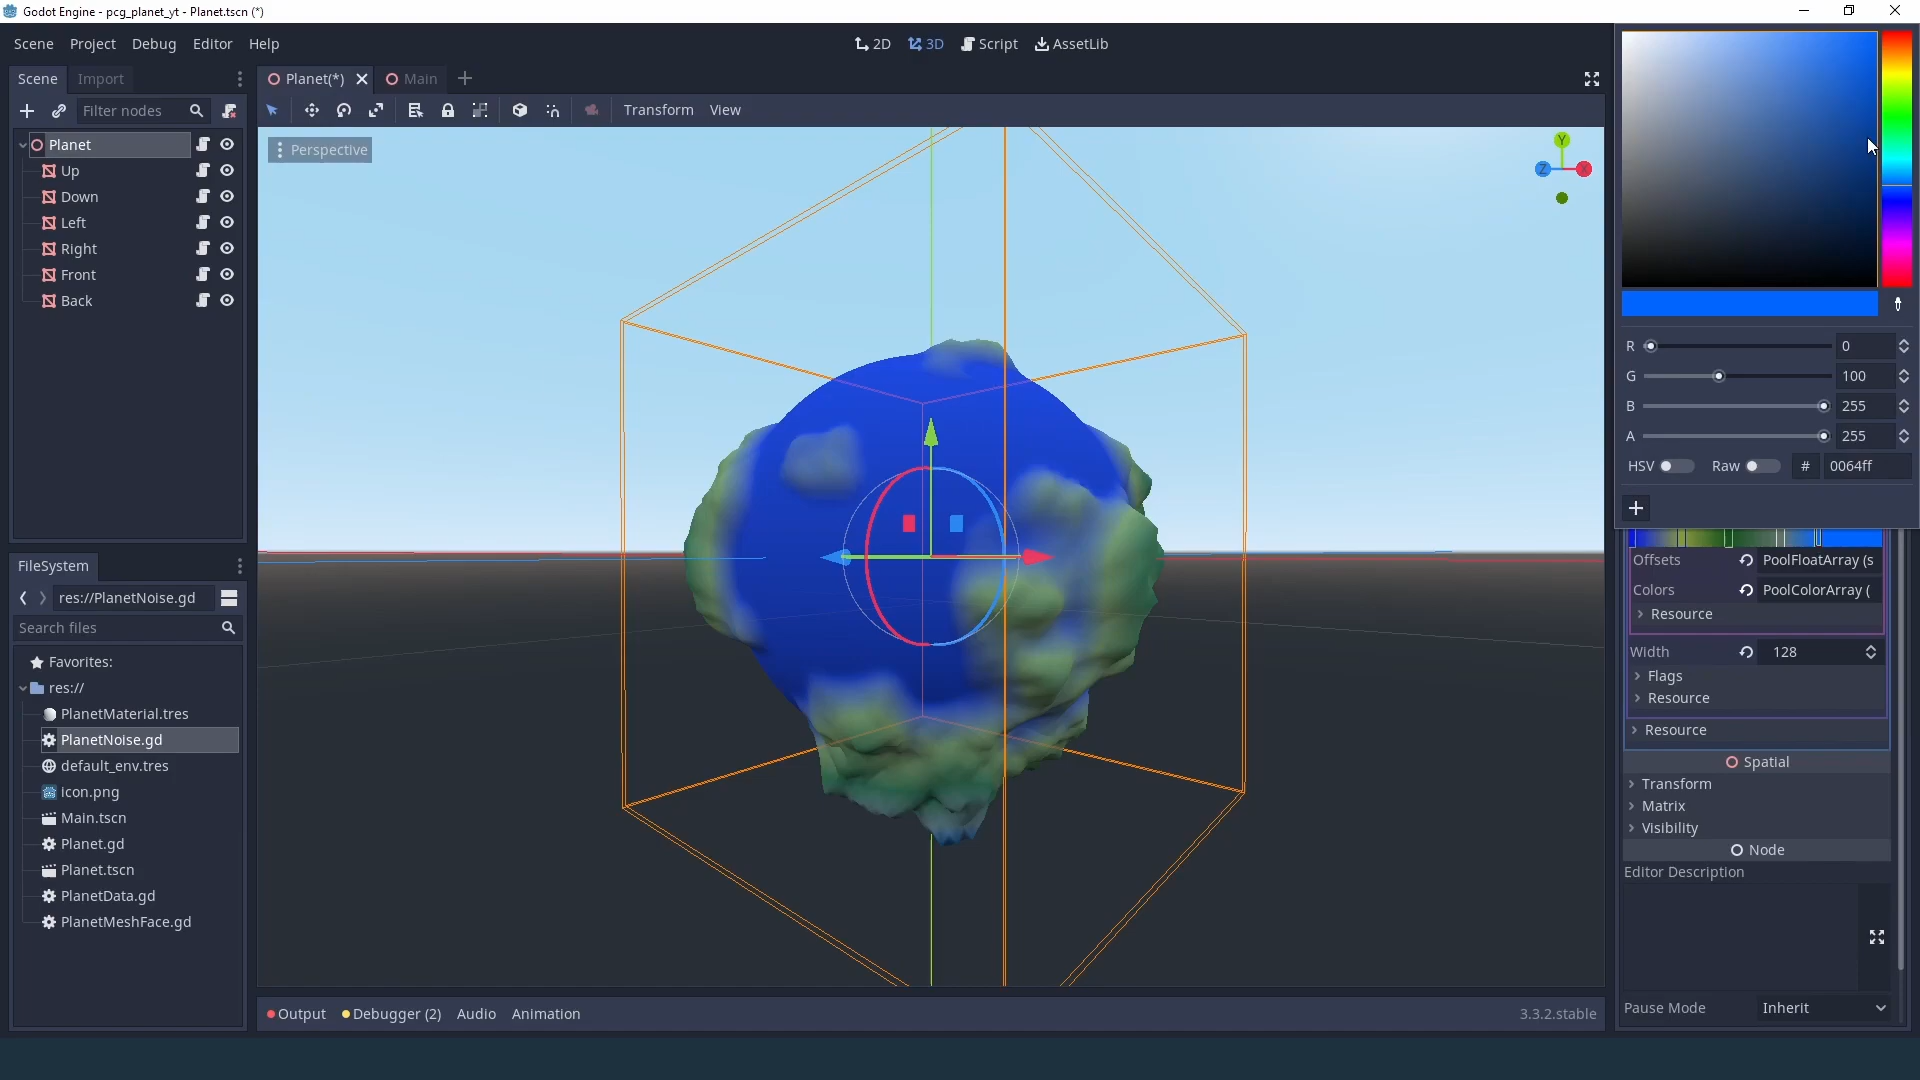 Godot Engine - pcg_planet_yt - Planet.tscn (*)
Scene Project Debug Editor Help
2D 3D Script AssetLib
Scene Import
Planet(*) Main
Filter nodes
Transform View
Perspective
Y
Z X
Planet
Up
Down
Left
Right
Front
Back
FileSystem
res://PlanetNoise.gd
Search files
Favorites:
res://
PlanetMaterial.tres
PlanetNoise.gd
default_env.tres
icon.png
Main.tscn
Planet.gd
Planet.tscn
PlanetData.gd
PlanetMeshFace.gd
Output Debugger (2) Audio Animation
3.3.2.stable
R 0
G 100
B 255
A 255
HSV Raw # 0064ff
Offsets PoolFloatArray (s
Colors PoolColorArray (
Resource
Width 128
Flags
Resource
Resource
Spatial
Transform
Matrix
Visibility
Node
Editor Description
Pause Mode Inherit